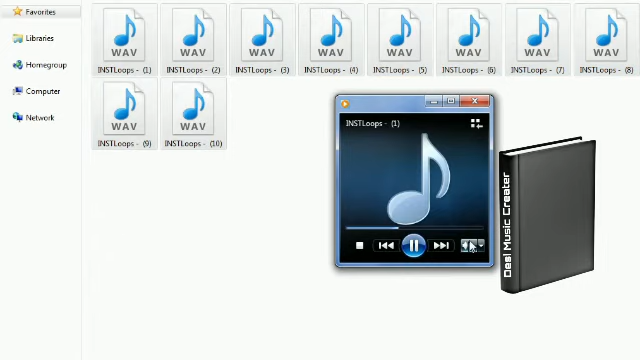 Favorites
Libraries
Homegroup
Computer
Network
WAV
WAV
WAV
WAV
WAV
WAV
WAV
WAV
INSTLoops - (1)
INSTLoops - (2)
INSTLoops - (3)
INSTLoops - (4)
INSTLoops - (5)
INSTLoops - (6)
INSTLoops - (7)
INSTLoops - (8)
WAV
WAV
INSTLoops - (9)
INSTLoops - (10)
INSTLoops - (1)
Desi Music Creater